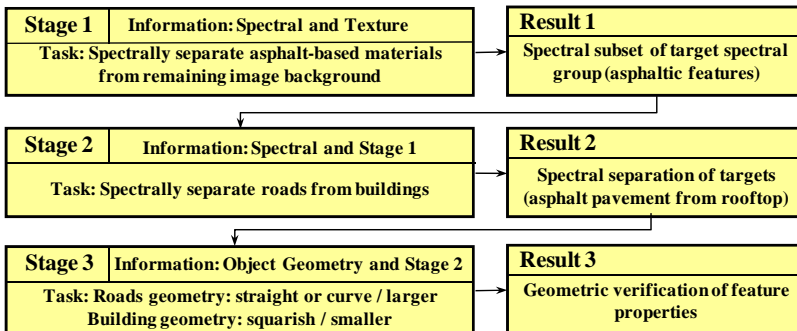 Stage 1
Information: Spectral and Texture
Task: Spectrally separate asphalt-based materials
from remaining image background
Result 1
Spectral subset of target spectral
group (asphaltic features)
Stage 2
Information: Spectral and Stage 1
Task: Spectrally separate roads from buildings
Result 2
Spectral separation of targets
(asphalt pavement from rooftop)
Stage 3
Information: Object Geometry and Stage 2
Task: Roads geometry: straight or curve / larger
Building geometry: squarish / smaller
Result 3
Geometric verification of feature
properties